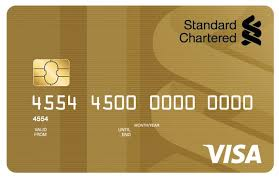 Standard
Chartered
4554 4500 0000 0000
4554
MONTH/YEAR
VALID
FROM
UNTIL
END
VISA